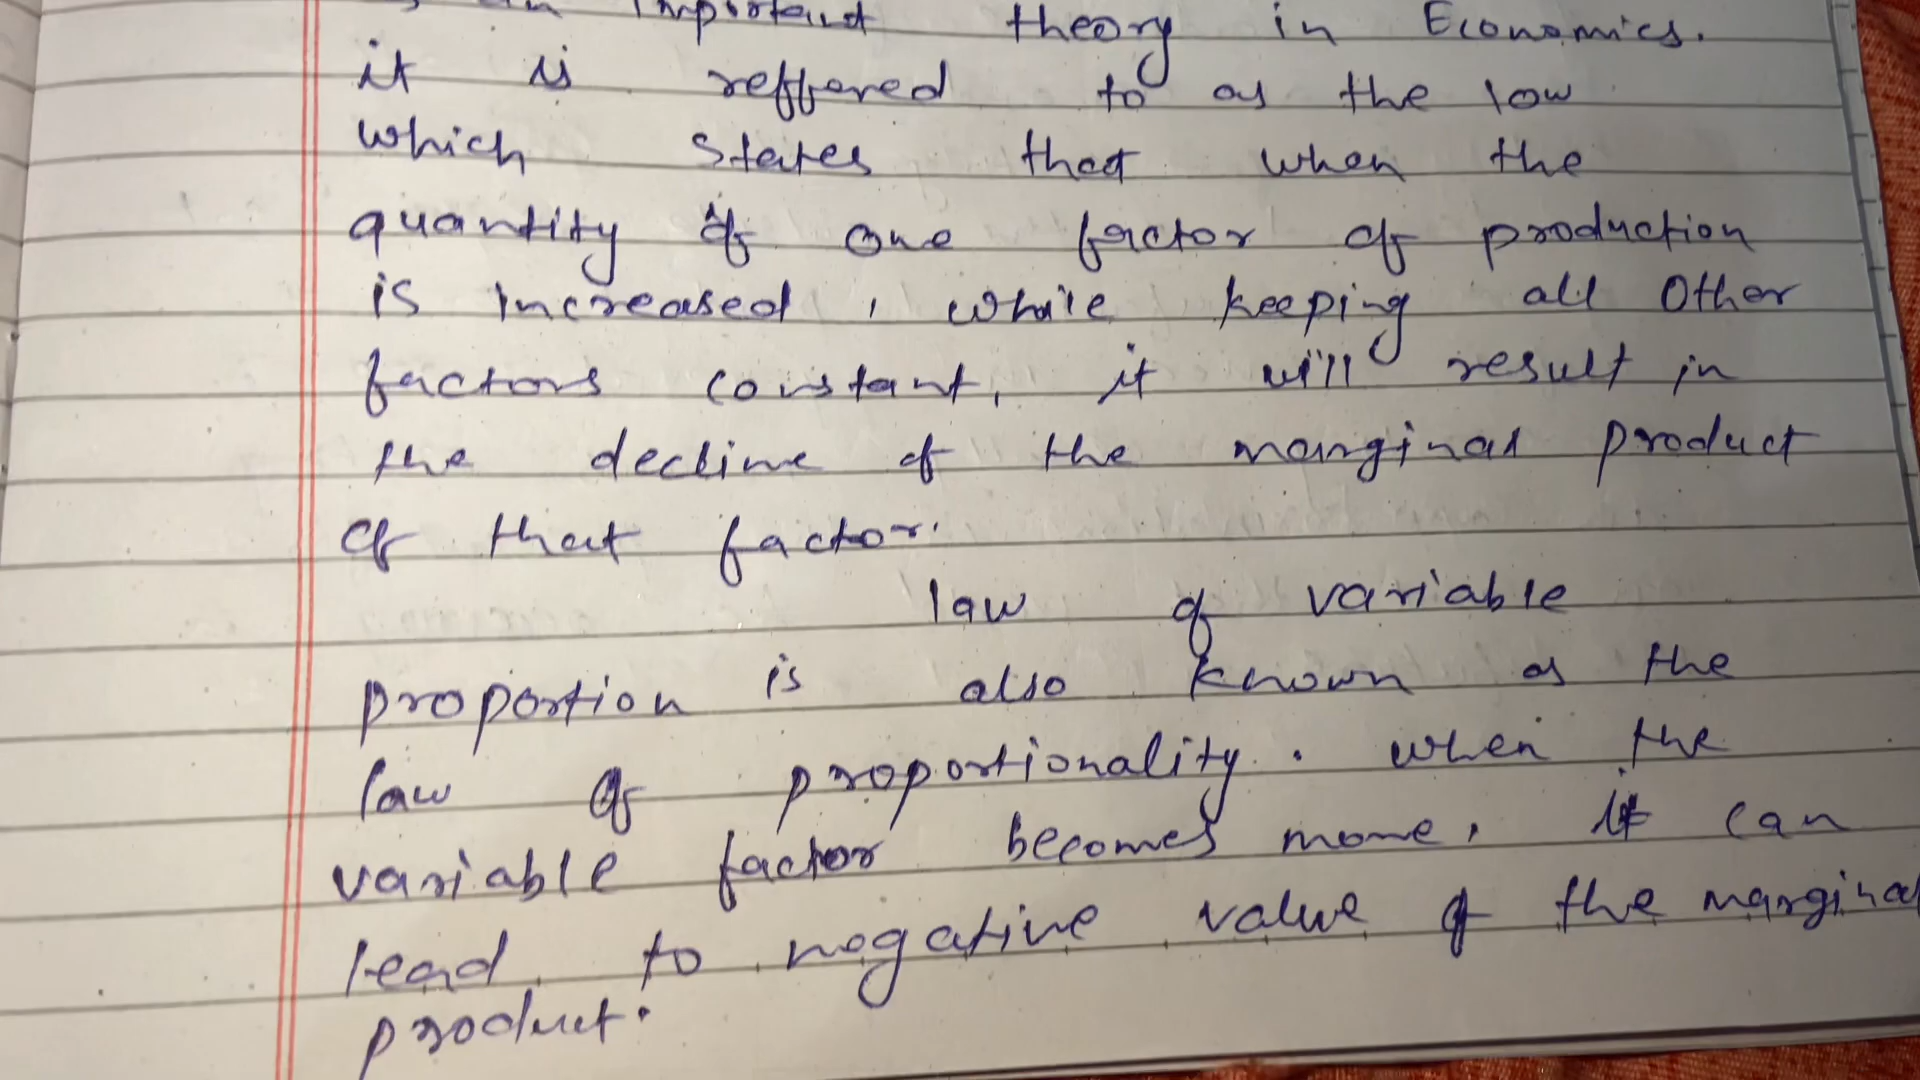 important theory in Economics.
it is reffered to as the low
which states that when the
quantity of one factor of production
is increased, while keeping all other
factors constant, it will result in
the decline of the marginal product
of that factor.
law of variable
proportion is also known as the
law of proportionality. when the
variable factor becomes more, it can
lead to negative value of the marginal
product.